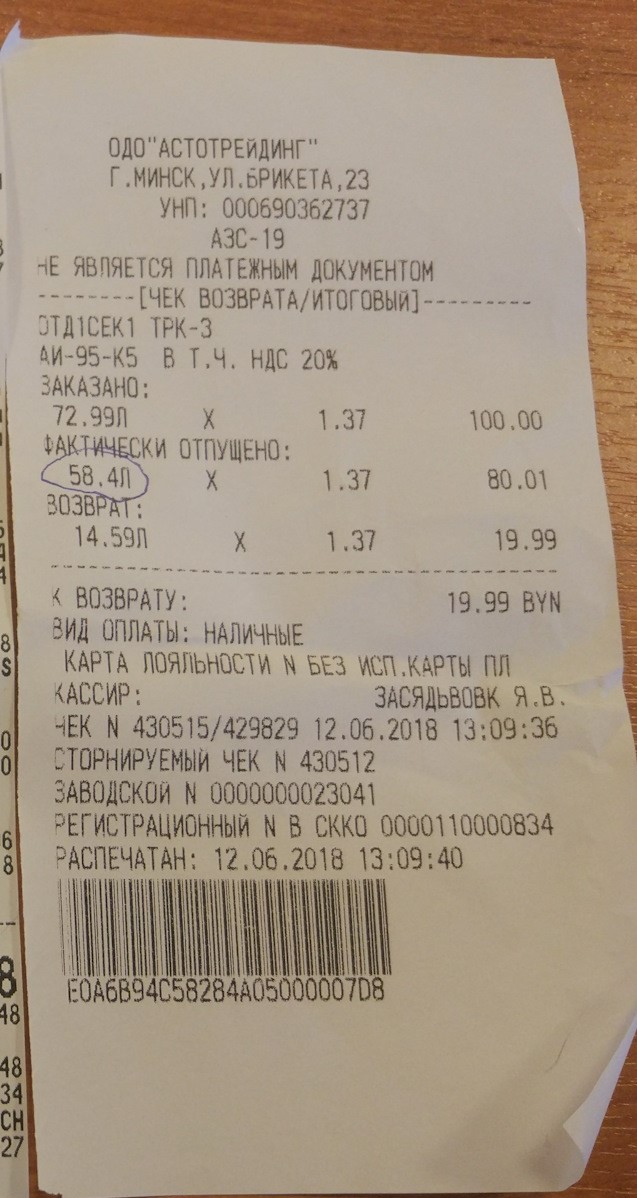 ОДО"АСТОТРЕЙДИНГ"
Г.МИНСК,УЛ.БРИКЕТА,23
УНП: 000690362737
АЗС-19
НЕ ЯВЛЯЕТСЯ ПЛАТЕЖНЫМ ДОКУМЕНТОМ
--------[ЧЕК ВОЗВРАТА/ИТОГОВЫЙ]---------
ОТД1СЕК1 ТРК-3
АИ-95-К5 В Т.Ч. НДС 20%
ЗАКАЗАНО:
72.99Л X 1.37 100.00
ФАКТИЧЕСКИ ОТПУЩЕНО:
58.4Л X 1.37 80.01
ВОЗВРАТ:
14.59Л X 1.37 19.99
К ВОЗВРАТУ: 19.99 BYN
ВИД ОПЛАТЫ: НАЛИЧНЫЕ
КАРТА ЛОЯЛЬНОСТИ N БЕЗ ИСП.КАРТЫ ПЛ
КАССИР: ЗАСЯДЬВОВК Я.В.
ЧЕК N 430515/429829 12.06.2018 13:09:36
СТОРНИРУЕМЫЙ ЧЕК N 430512
ЗАВОДСКОЙ N 0000000023041
РЕГИСТРАЦИОННЫЙ N В СККО 0000110000834
РАСПЕЧАТАН: 12.06.2018 13:09:40
E0A6B94C58284A05000007D8